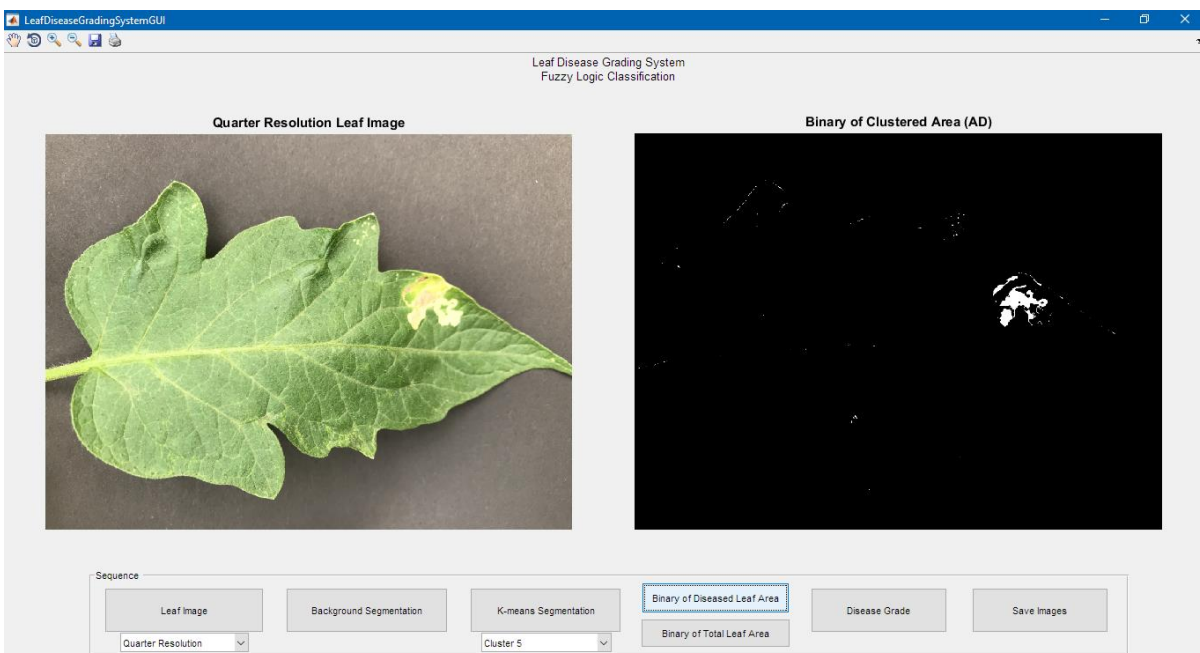 LeafDiseaseGradingSystemGUI
Leaf Disease Grading System
Fuzzy Logic Classification
Quarter Resolution Leaf Image
Binary of Clustered Area (AD)
Sequence
Leaf Image
Background Segmentation
K-means Segmentation
Binary of Diseased Leaf Area
Binary of Total Leaf Area
Disease Grade
Save Images
Quarter Resolution
Cluster 5